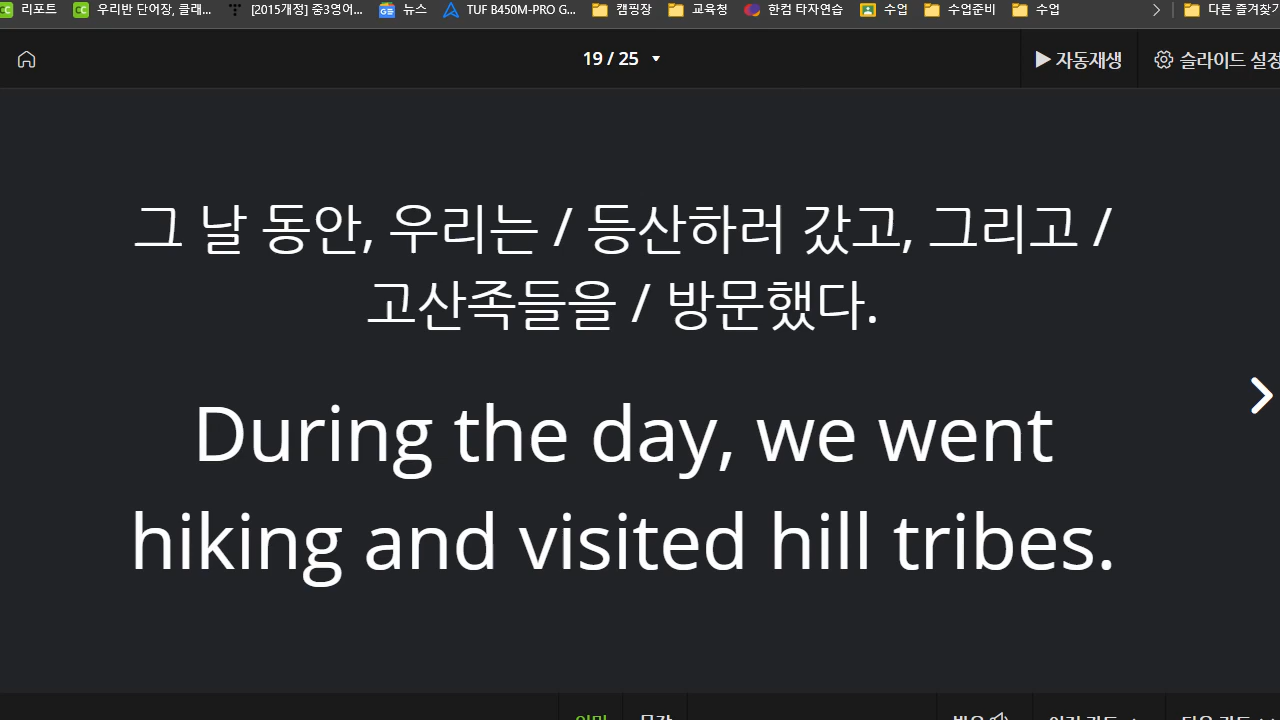 리포트 우리반 단어장, 클래... [2015개정] 중3영어... 뉴스 TUF B450M-PRO G... 캠핑장 교육청 한컴 타자연습 수업 수업준비 수업 다른 즐겨찾기
19 / 25 자동재생 슬라이드 설정
그 날 동안, 우리는 / 등산하러 갔고, 그리고 /
고산족들을 / 방문했다.
During the day, we went
hiking and visited hill tribes.